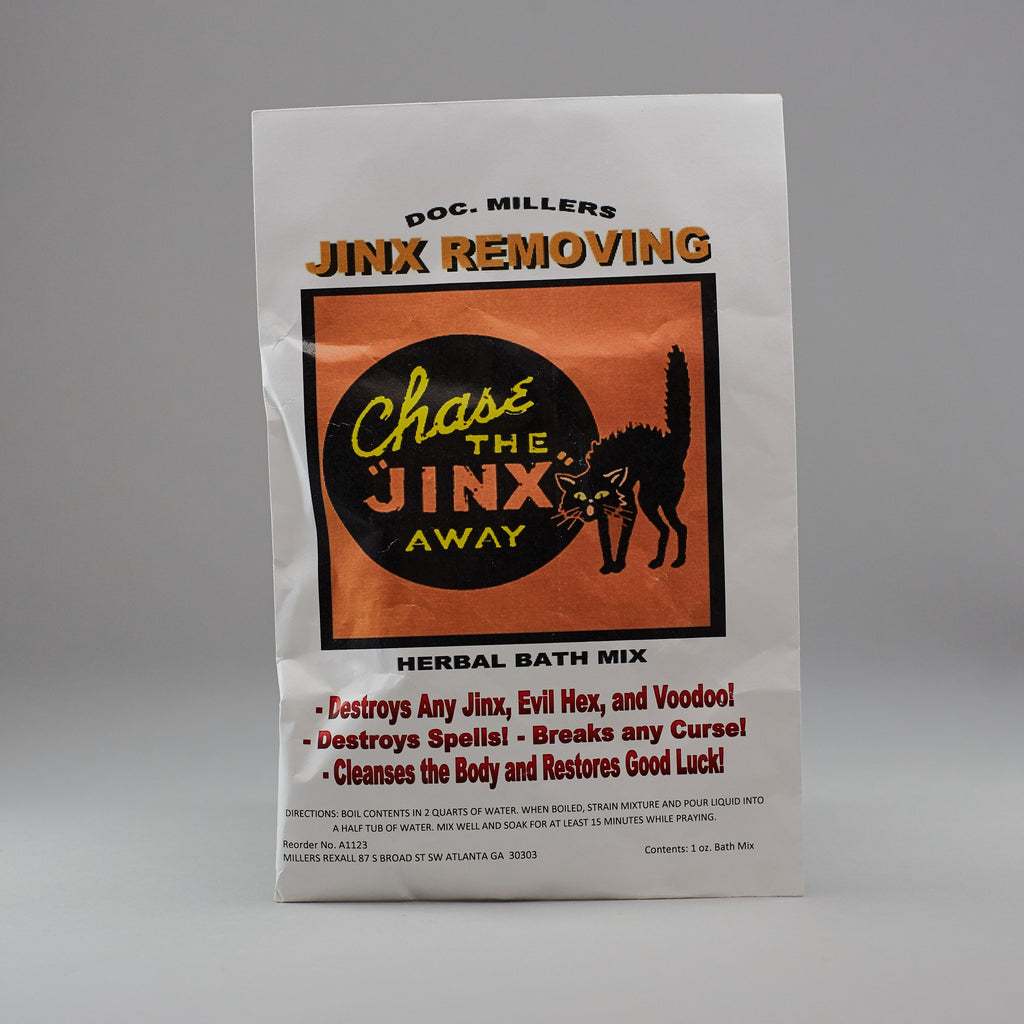 DOC. MILLERS
JINX REMOVING
Chase
THE
"JINX"
AWAY
HERBAL BATH MIX
- Destroys Any Jinx, Evil Hex, and Voodoo!
- Destroys Spells! - Breaks any Curse!
- Cleanses the Body and Restores Good Luck!
DIRECTIONS: BOIL CONTENTS IN 2 QUARTS OF WATER. WHEN BOILED, STRAIN MIXTURE AND POUR LIQUID INTO
A HALF TUB OF WATER. MIX WELL AND SOAK FOR AT LEAST 15 MINUTES WHILE PRAYING.
Reorder No. A1123
MILLERS REXALL 87 S BROAD ST SW ATLANTA GA 30303
Contents: 1 oz. Bath Mix